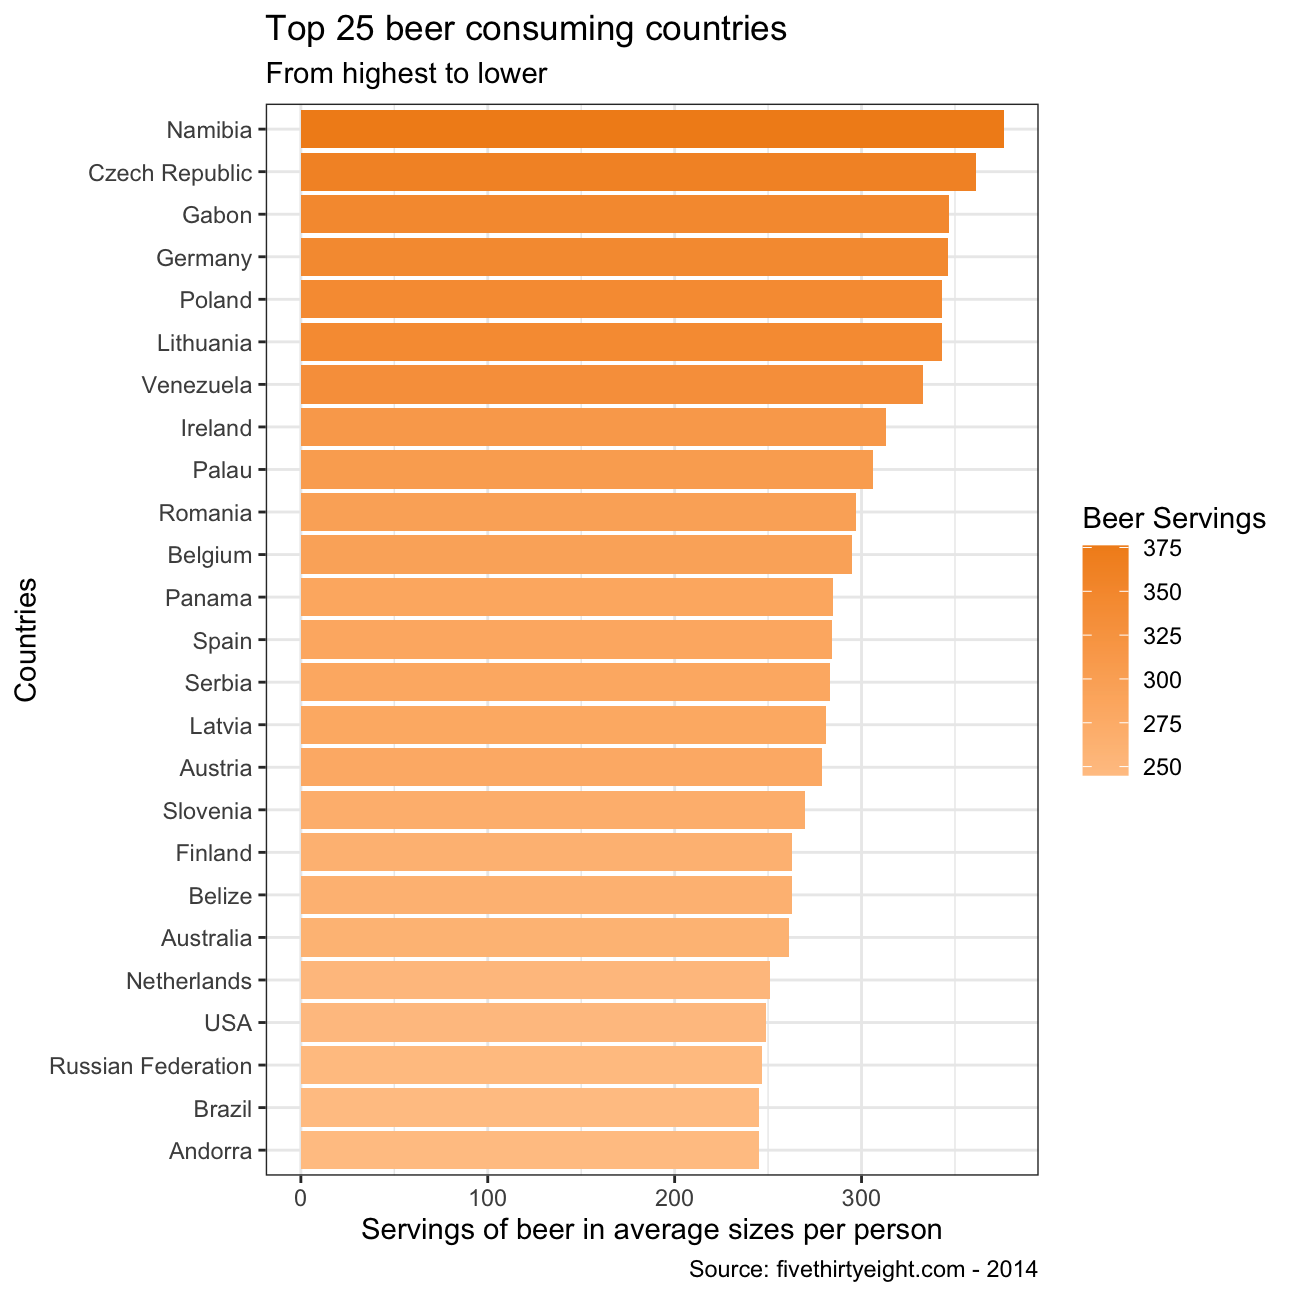 Top 25 beer consuming countries
From highest to lower
Countries
Namibia
Czech Republic
Gabon
Germany
Poland
Lithuania
Venezuela
Ireland
Palau
Romania
Belgium
Panama
Spain
Serbia
Latvia
Austria
Slovenia
Finland
Belize
Australia
Netherlands
USA
Russian Federation
Brazil
Andorra
0 100 200 300
Servings of beer in average sizes per person
Source: fivethirtyeight.com - 2014
Beer Servings
375
350
325
300
275
250